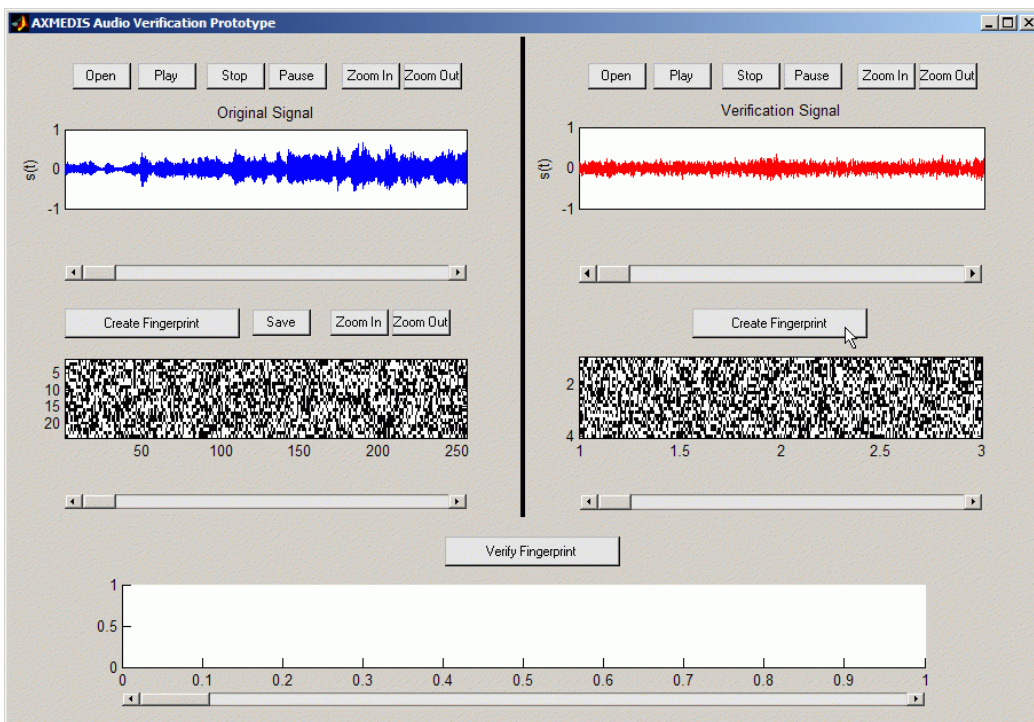 AXMEDIS Audio Verification Prototype
Open Play Stop Pause Zoom In Zoom Out
Original Signal
1
0
-1
s(t)
Create Fingerprint Save Zoom In Zoom Out
5
10
15
20
50 100 150 200 250
Open Play Stop Pause Zoom In Zoom Out
Verification Signal
1
0
-1
s(t)
Create Fingerprint
2
4
1 1.5 2 2.5 3
Verify Fingerprint
1
0.5
0
0 0.1 0.2 0.3 0.4 0.5 0.6 0.7 0.8 0.9 1